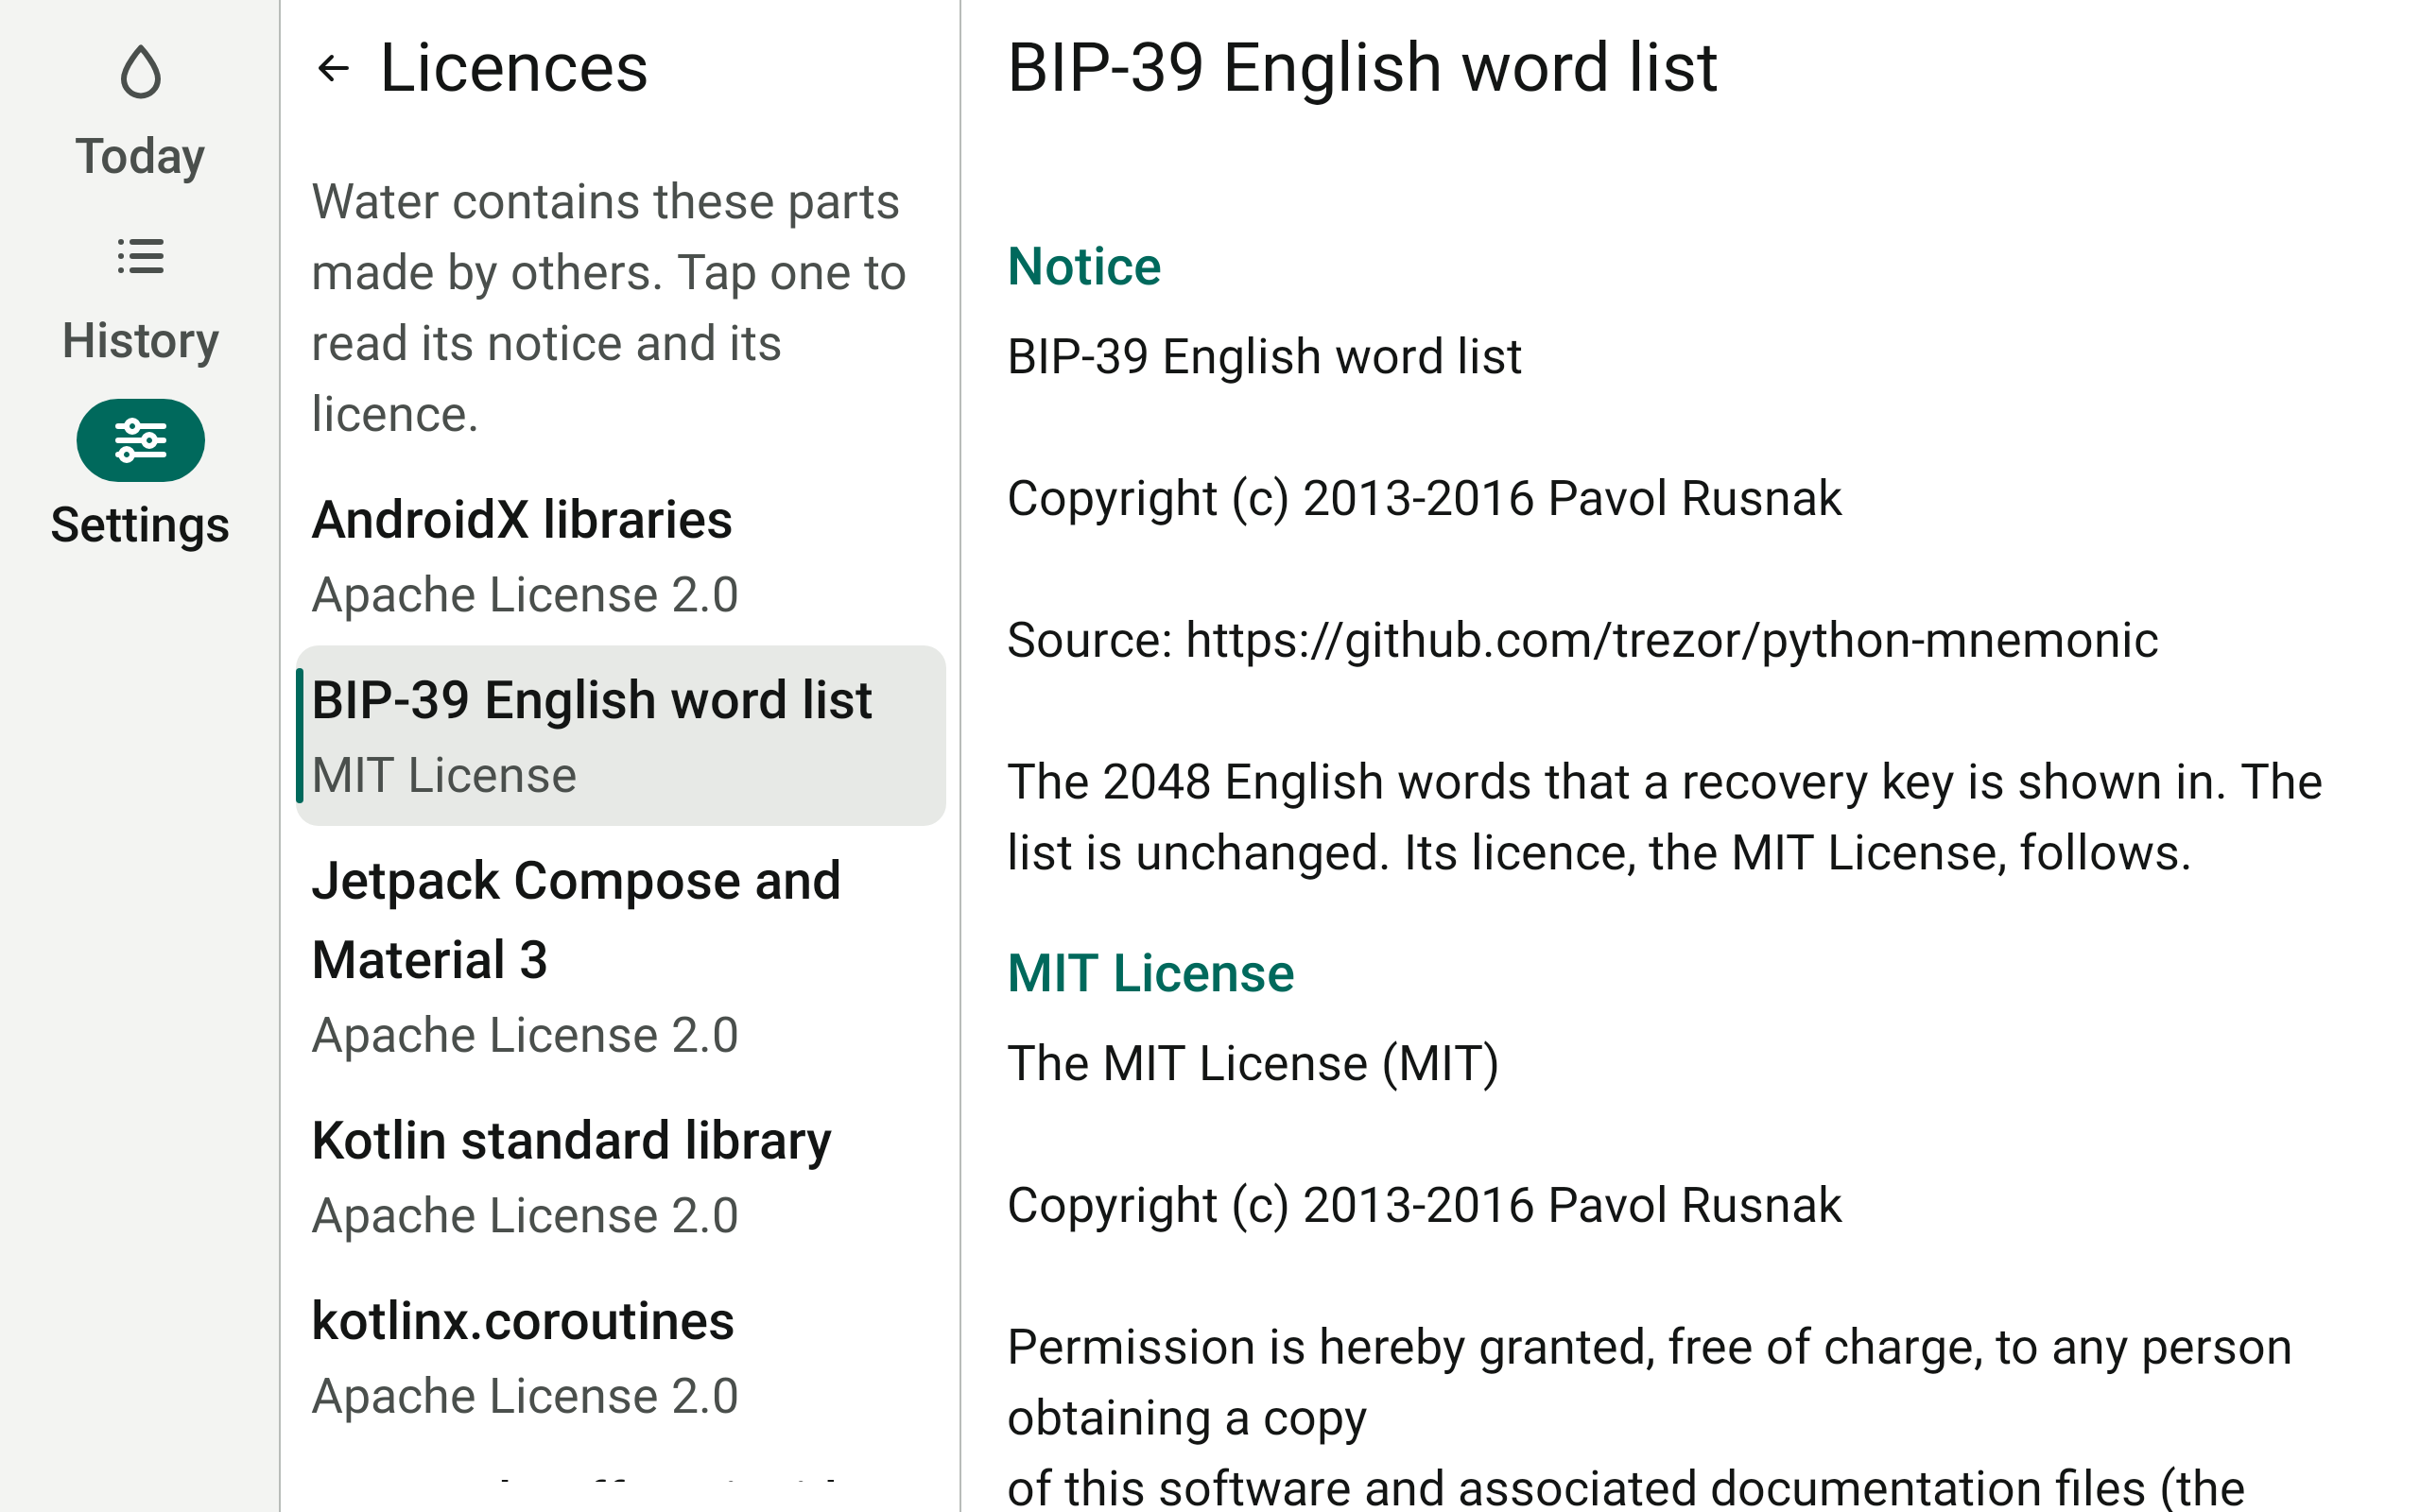 Today
History
Settings
Licences
Water contains these parts
made by others. Tap one to
read its notice and its
licence.
AndroidX libraries
Apache License 2.0
BIP-39 English word list
MIT License
Jetpack Compose and
Material 3
Apache License 2.0
Kotlin standard library
Apache License 2.0
kotlinx.coroutines
Apache License 2.0
BIP-39 English word list
Notice
BIP-39 English word list
Copyright (c) 2013-2016 Pavol Rusnak
Source: https://github.com/trezor/python-mnemonic
The 2048 English words that a recovery key is shown in. The
list is unchanged. Its licence, the MIT License, follows.
MIT License
The MIT License (MIT)
Copyright (c) 2013-2016 Pavol Rusnak
Permission is hereby granted, free of charge, to any person
obtaining a copy
of this software and associated documentation files (the